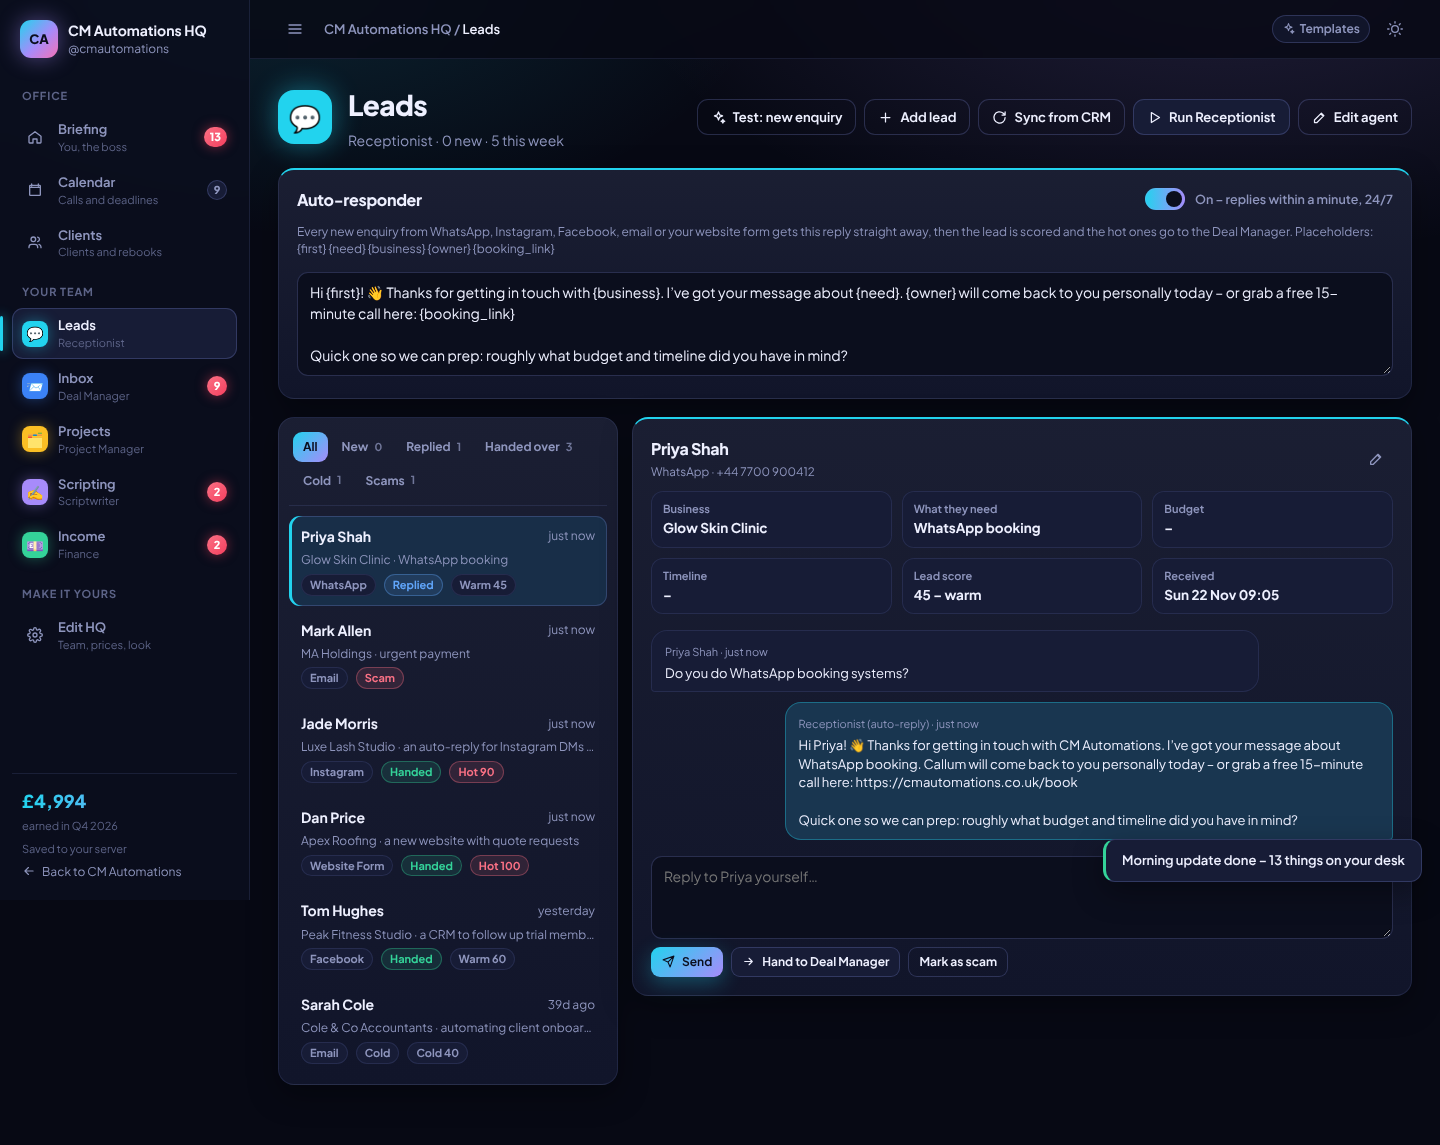 CA
CM Automations HQ
@cmautomations
OFFICE
Briefing
You, the boss
13
Calendar
Calls and deadlines
9
Clients
Clients and rebooks
YOUR TEAM
Leads
Receptionist
Inbox
Deal Manager
9
Projects
Project Manager
Scripting
Scriptwriter
2
Income
Finance
2
MAKE IT YOURS
Edit HQ
Team, prices, look
£4,994
earned in Q4 2026
Saved to your server
Back to CM Automations
CM Automations HQ / Leads
Templates
Leads
Receptionist · 0 new · 5 this week
Test: new enquiry
Add lead
Sync from CRM
Run Receptionist
Edit agent
Auto-responder
On – replies within a minute, 24/7
Every new enquiry from WhatsApp, Instagram, Facebook, email or your website form gets this reply straight away, then the lead is scored and the hot ones go to the Deal Manager. Placeholders:
{first} {need} {business} {owner} {booking_link}
Hi {first}! 👋 Thanks for getting in touch with {business}. I've got your message about {need}. {owner} will come back to you personally today – or grab a free 15-
minute call here: {booking_link}
Quick one so we can prep: roughly what budget and timeline did you have in mind?
All
New 0
Replied 1
Handed over 3
Cold 1
Scams 1
Priya Shah
just now
Glow Skin Clinic · WhatsApp booking
WhatsApp
Replied
Warm 45
Mark Allen
just now
MA Holdings · urgent payment
Email
Scam
Jade Morris
just now
Luxe Lash Studio · an auto-reply for Instagram DMs …
Instagram
Handed
Hot 90
Dan Price
just now
Apex Roofing · a new website with quote requests
Website Form
Handed
Hot 100
Tom Hughes
yesterday
Peak Fitness Studio · a CRM to follow up trial memb…
Facebook
Handed
Warm 60
Sarah Cole
39d ago
Cole & Co Accountants · automating client onboar…
Email
Cold
Cold 40
Priya Shah
WhatsApp · +44 7700 900412
Business
Glow Skin Clinic
What they need
WhatsApp booking
Budget
–
Timeline
–
Lead score
45 – warm
Received
Sun 22 Nov 09:05
Priya Shah · just now
Do you do WhatsApp booking systems?
Receptionist (auto-reply) · just now
Hi Priya! 👋 Thanks for getting in touch with CM Automations. I've got your message about
WhatsApp booking. Callum will come back to you personally today – or grab a free 15-minute
call here: https://cmautomations.co.uk/book
Quick one so we can prep: roughly what budget and timeline did you have in mind?
Morning update done – 13 things on your desk
Reply to Priya yourself…
Send
Hand to Deal Manager
Mark as scam